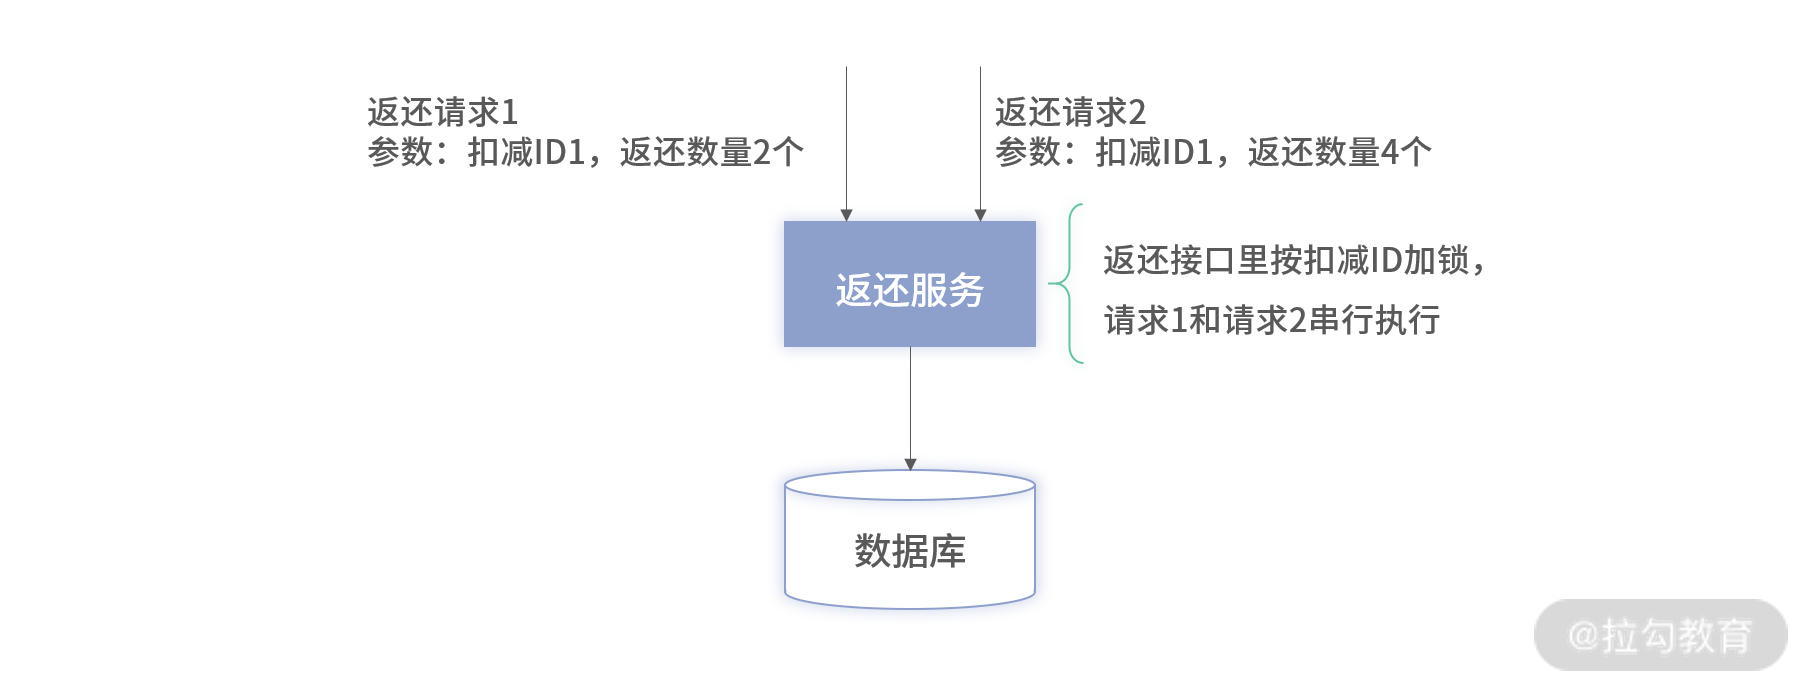 返还请求1
参数：扣减ID1，返还数量2个
返还请求2
参数：扣减ID1，返还数量4个
返还服务
返还接口里按扣减ID加锁，
请求1和请求2串行执行
数据库
@拉勾教育